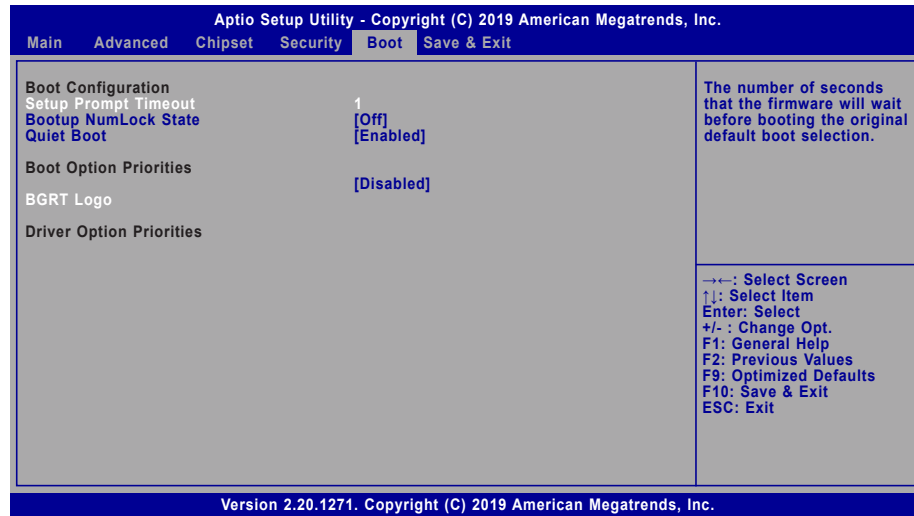 Aptio Setup Utility - Copyright (C) 2019 American Megatrends, Inc.
Main Advanced Chipset Security Boot Save & Exit
Boot Configuration
Setup Prompt Timeout 1
Bootup NumLock State [Off]
Quiet Boot [Enabled]
Boot Option Priorities
[Disabled]
BGRT Logo
Driver Option Priorities
The number of seconds
that the firmware will wait
before booting the original
default boot selection.
→←: Select Screen
↑↓: Select Item
Enter: Select
+/- : Change Opt.
F1: General Help
F2: Previous Values
F9: Optimized Defaults
F10: Save & Exit
ESC: Exit
Version 2.20.1271. Copyright (C) 2019 American Megatrends, Inc.